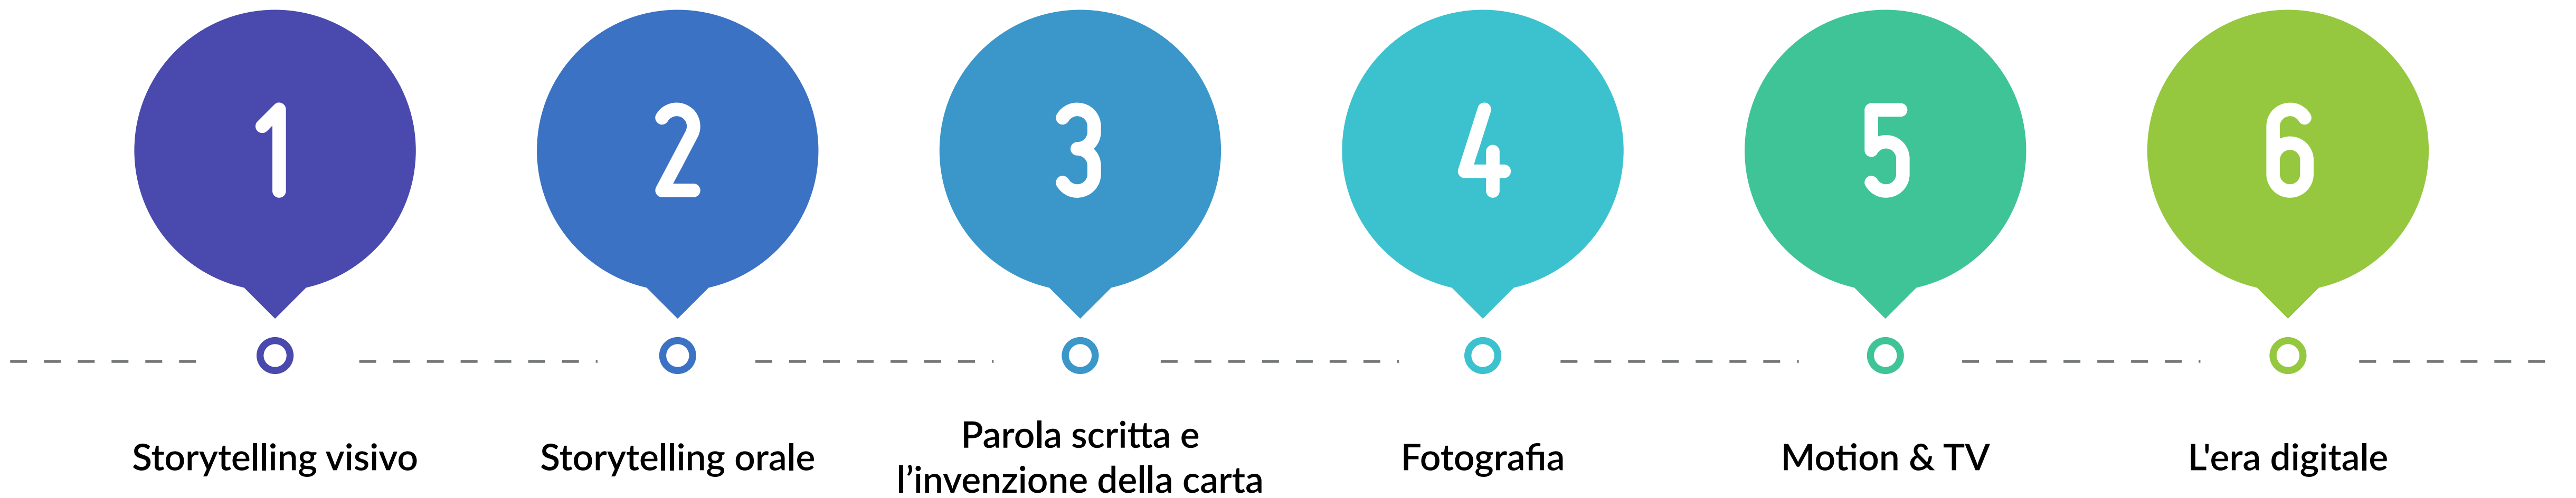 1
2
3
4
5
6
Storytelling visivo
Storytelling orale
Parola scritta e
l’invenzione della carta
Fotografia
Motion & TV
L'era digitale